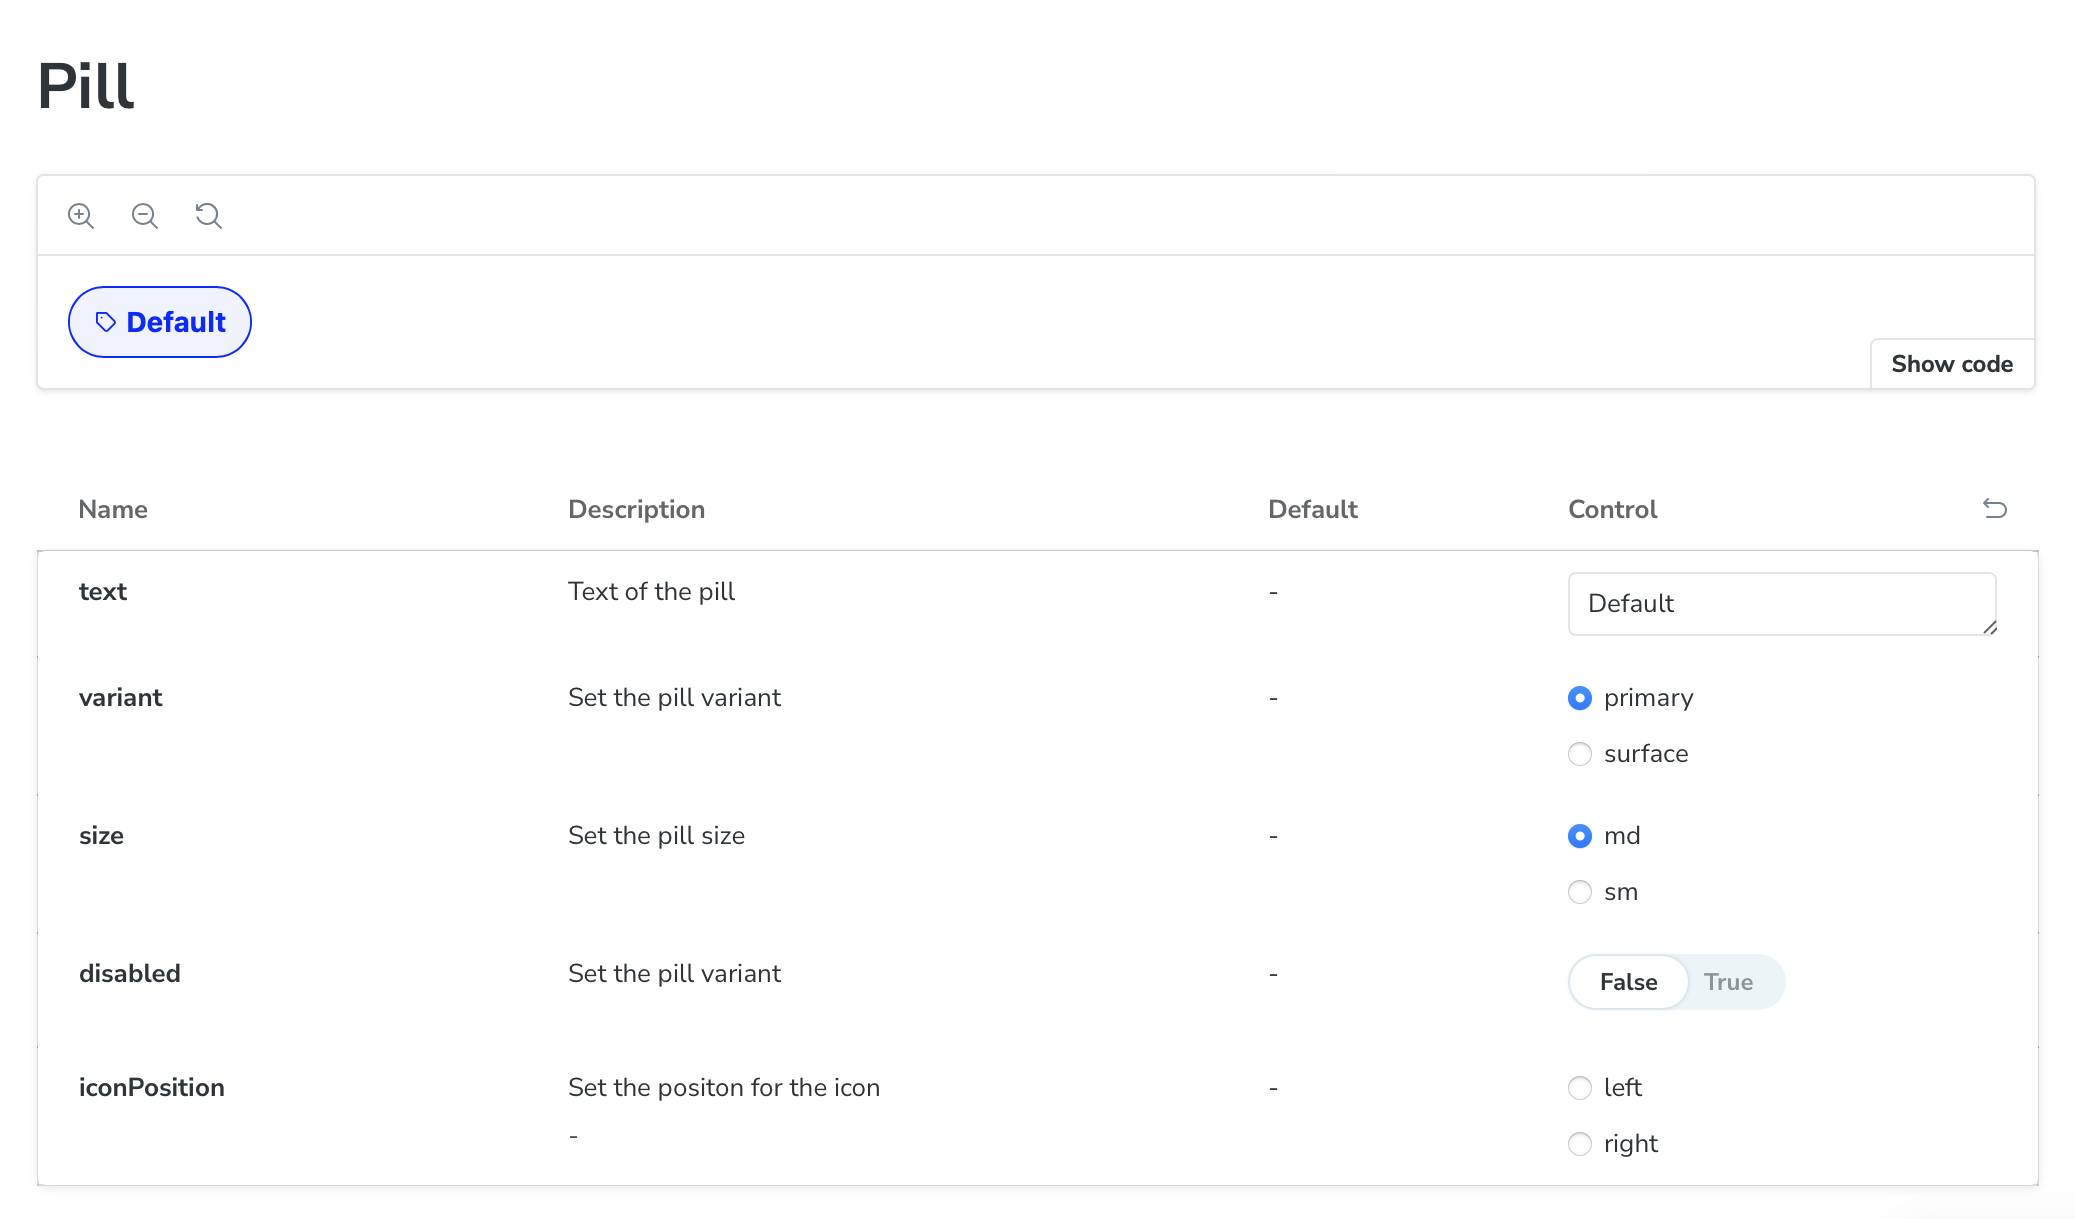 Pill
Default
Show code
Name Description Default Control
text Text of the pill - Default
variant Set the pill variant - primary
surface
size Set the pill size - md
sm
disabled Set the pill variant - False True
iconPosition Set the positon for the icon - left
-
right